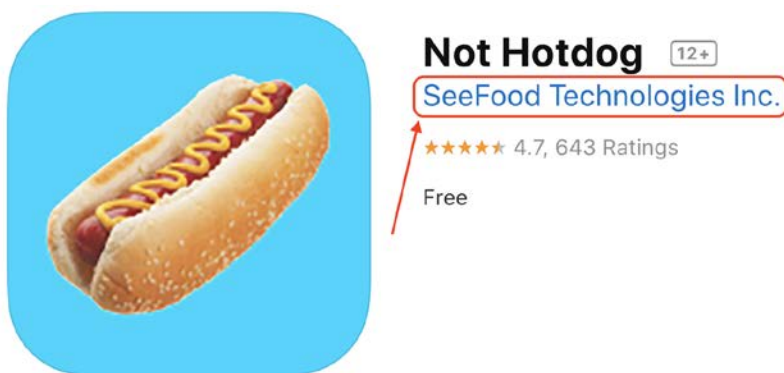 Not Hotdog 12+
SeeFood Technologies Inc.
4.7, 643 Ratings
Free